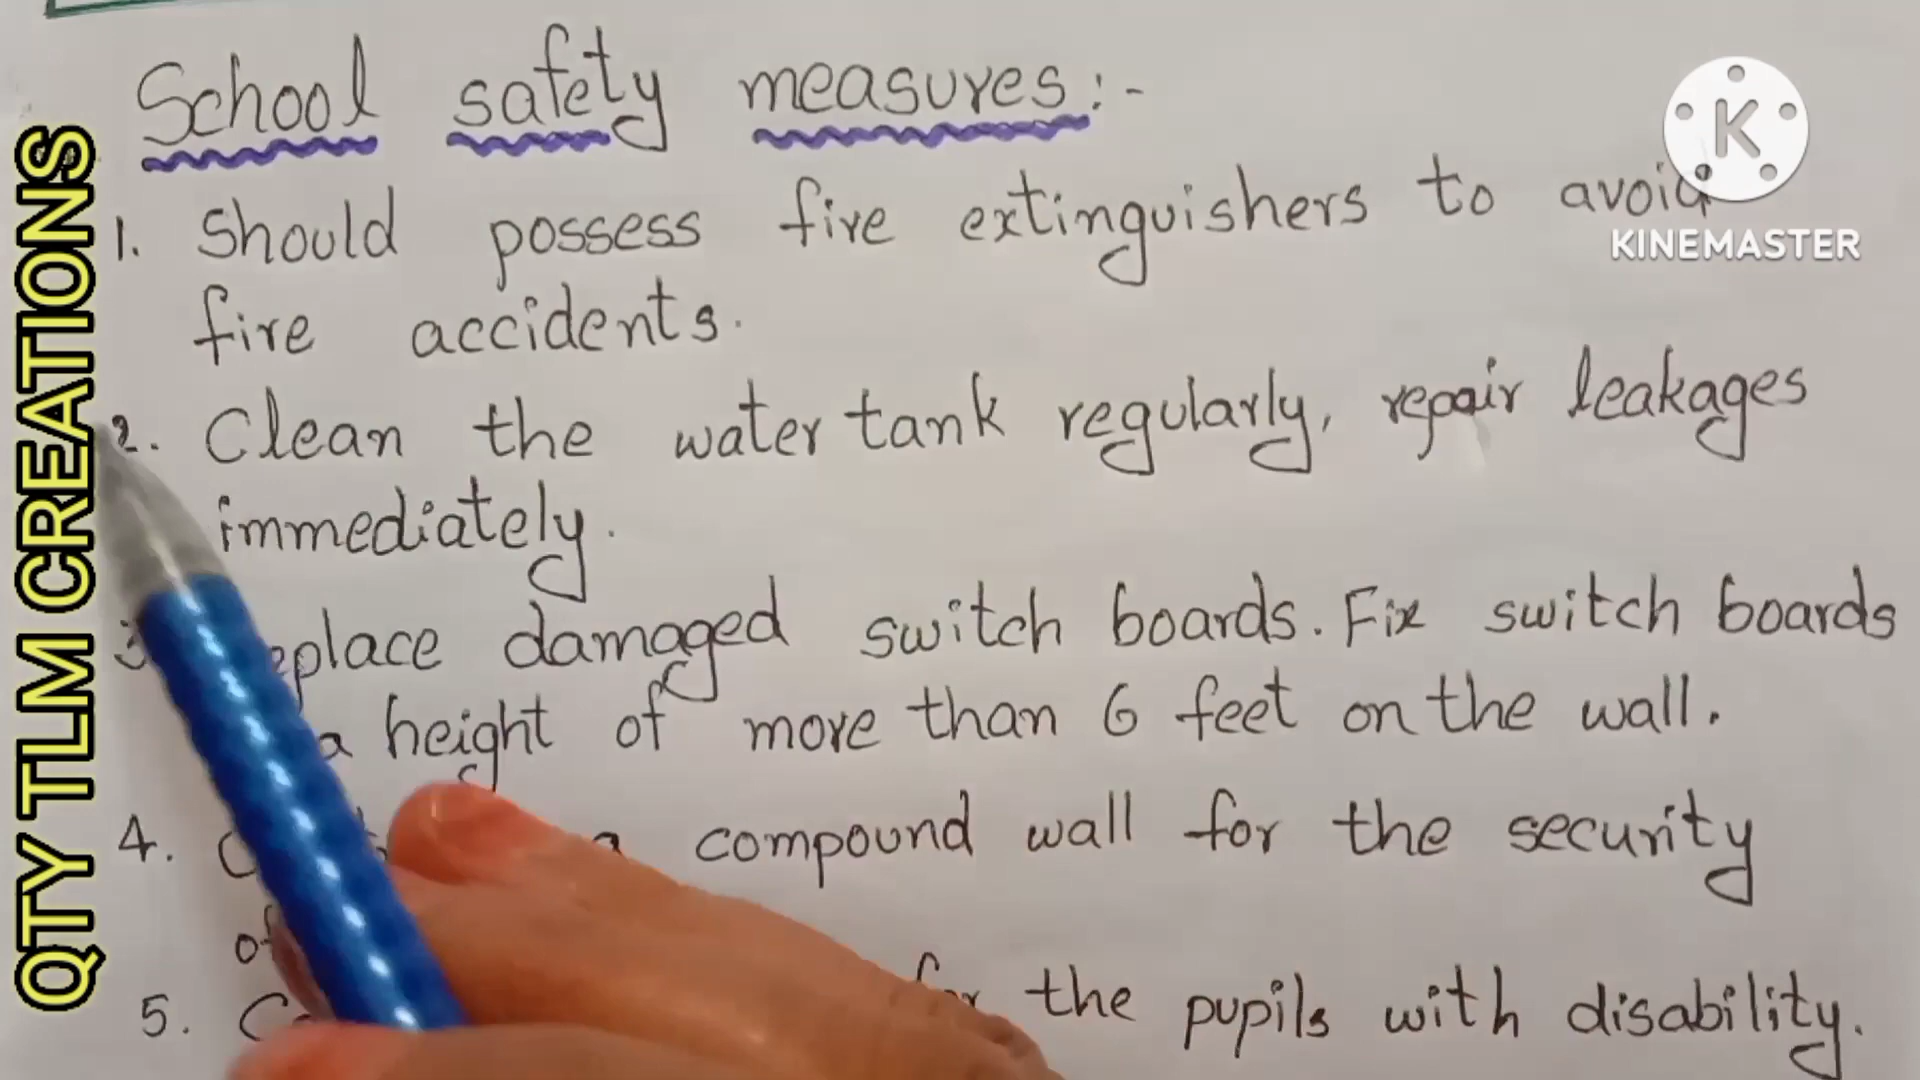 School safety measures:-
1. Should possess fire extinguishers to avoid
fire accidents.
2. Clean the water tank regularly, repair leakages
immediately.
damaged switch boards. Fix switch boards
a height of more than 6 feet on the wall.
4. compound wall for the security
5. for the pupils with disability.
QTY TLM CREATIONS
K
KINEMASTER